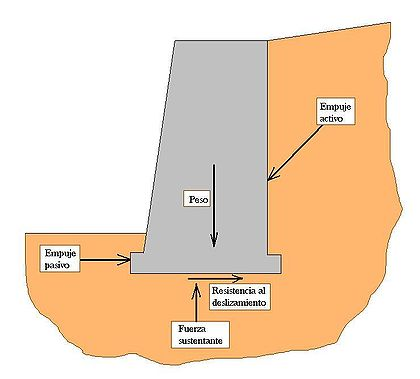 Empuje
activo
Peso
Empuje
pasivo
Resistencia al
deslizamiento
Fuerza
sustentante